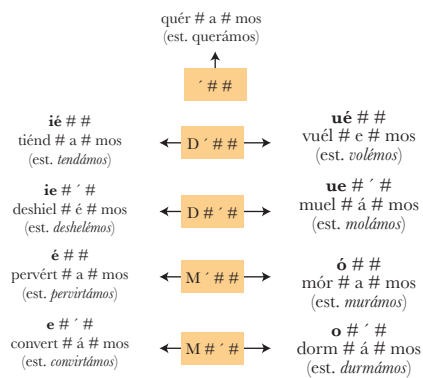 quér # a # mos
(est. querámos)
´ # #
ié # #
tiénd # a # mos
(est. tendámos)
D ´ # #
ué # #
vuél # e # mos
(est. volémos)
ie # ´ #
deshiel # é # mos
(est. deshelémos)
D # ´ #
ue # ´ #
muel # á # mos
(est. molámos)
é # #
pervért # a # mos
(est. pervirtámos)
M ´ # #
ó # #
mór # a # mos
(est. murámos)
e # ´ #
convert # á # mos
(est. convirtámos)
M # ´ #
o # ´ #
dorm # á # mos
(est. durmámos)